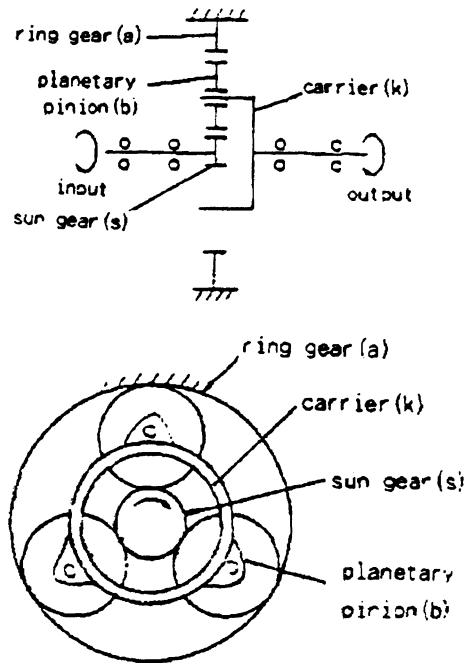 ring gear(a)
planetary
pinion(b)
carrier(k)
input
output
sun gear(s)
ring gear(a)
carrier(k)
sun gear(s)
planetary
pinion(b)